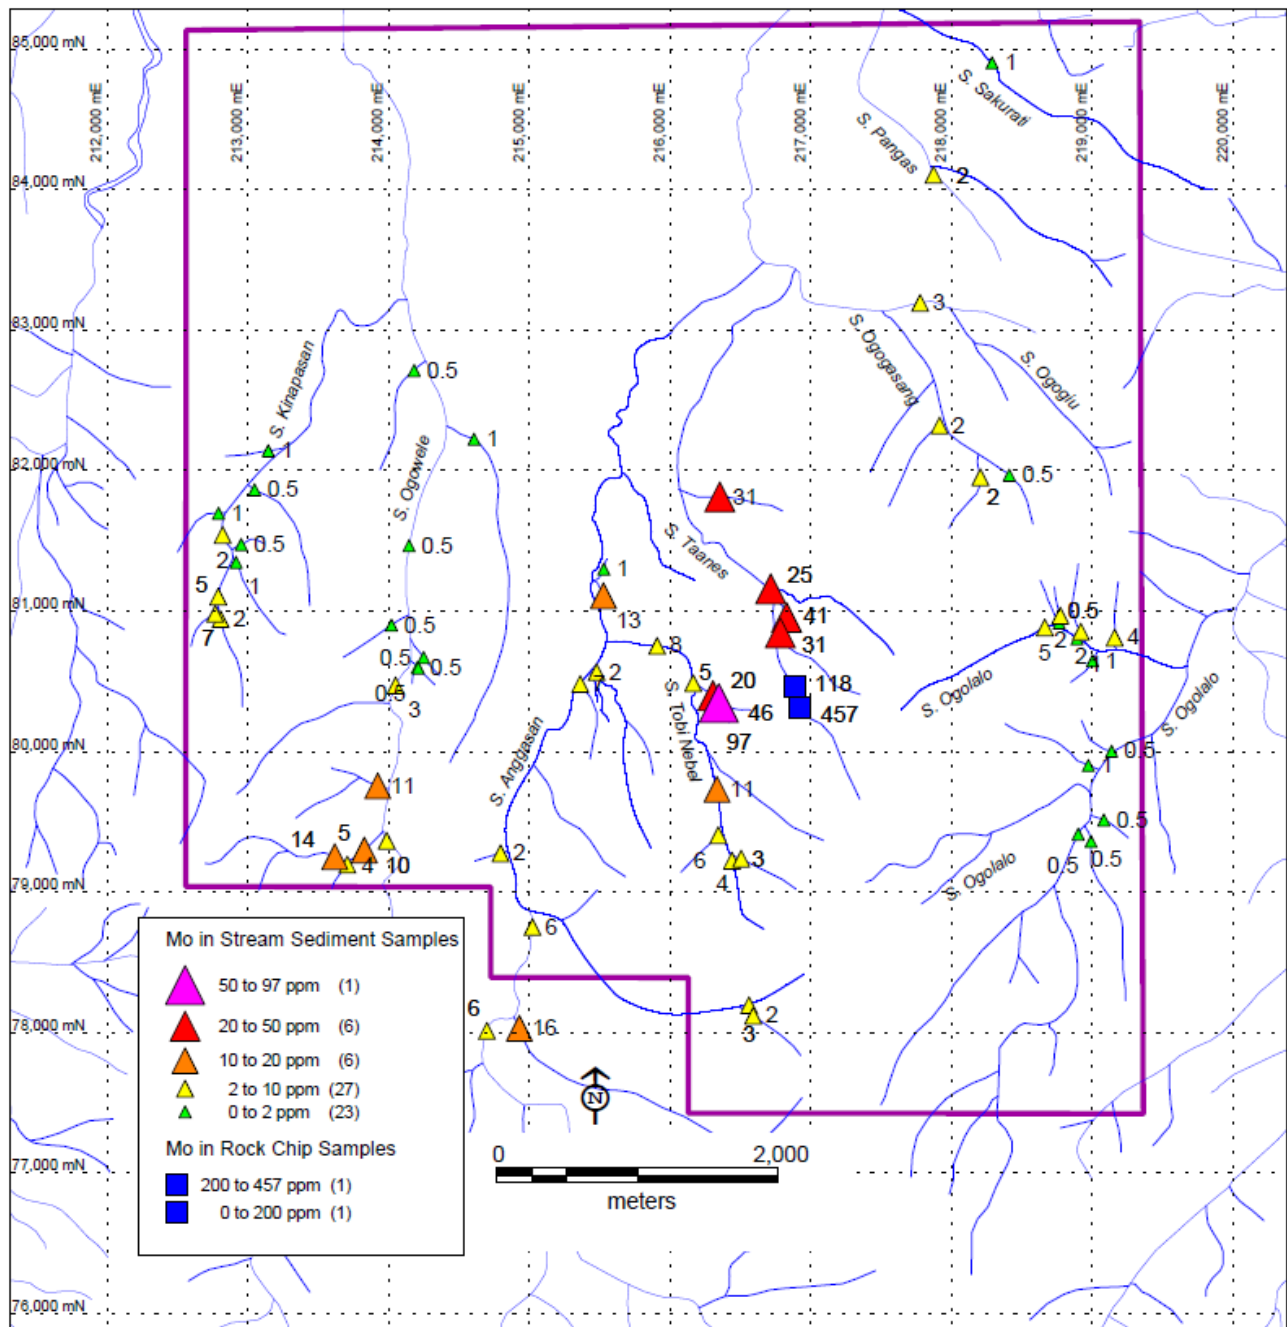 85,000 mN
84,000 mN
83,000 mN
82,000 mN
81,000 mN
80,000 mN
79,000 mN
78,000 mN
77,000 mN
76,000 mN
212,000 mE
213,000 mE
214,000 mE
215,000 mE
216,000 mE
217,000 mE
218,000 mE
219,000 mE
220,000 mE
1
S. Sakurati
S. Pangas
2
3
S. Ogogasang
S. Ogogiu
2
0.5
2
S. Kinapasan
0.5
1
S. Ogowele
1
0.5
1
0.5
2
1
5
2
7
0.5
0.5
0.5
0.5
0.5
3
31
S. Taanes
25
41
31
118
457
1
13
8
5
20
46
97
2
S. Tobi Nebel
S. Anggasan
11
6
3
4
2
11
14
5
4
10
6
6
16
2
3
0.5
2
5
2
4
1
4
S. Ogolalo
S. Ogolalo
0.5
1
0.5
0.5
0.5
S. Ogolalo
Mo in Stream Sediment Samples
50 to 97 ppm (1)
20 to 50 ppm (6)
10 to 20 ppm (6)
2 to 10 ppm (27)
0 to 2 ppm (23)
Mo in Rock Chip Samples
200 to 457 ppm (1)
0 to 200 ppm (1)
N
0 2,000
meters